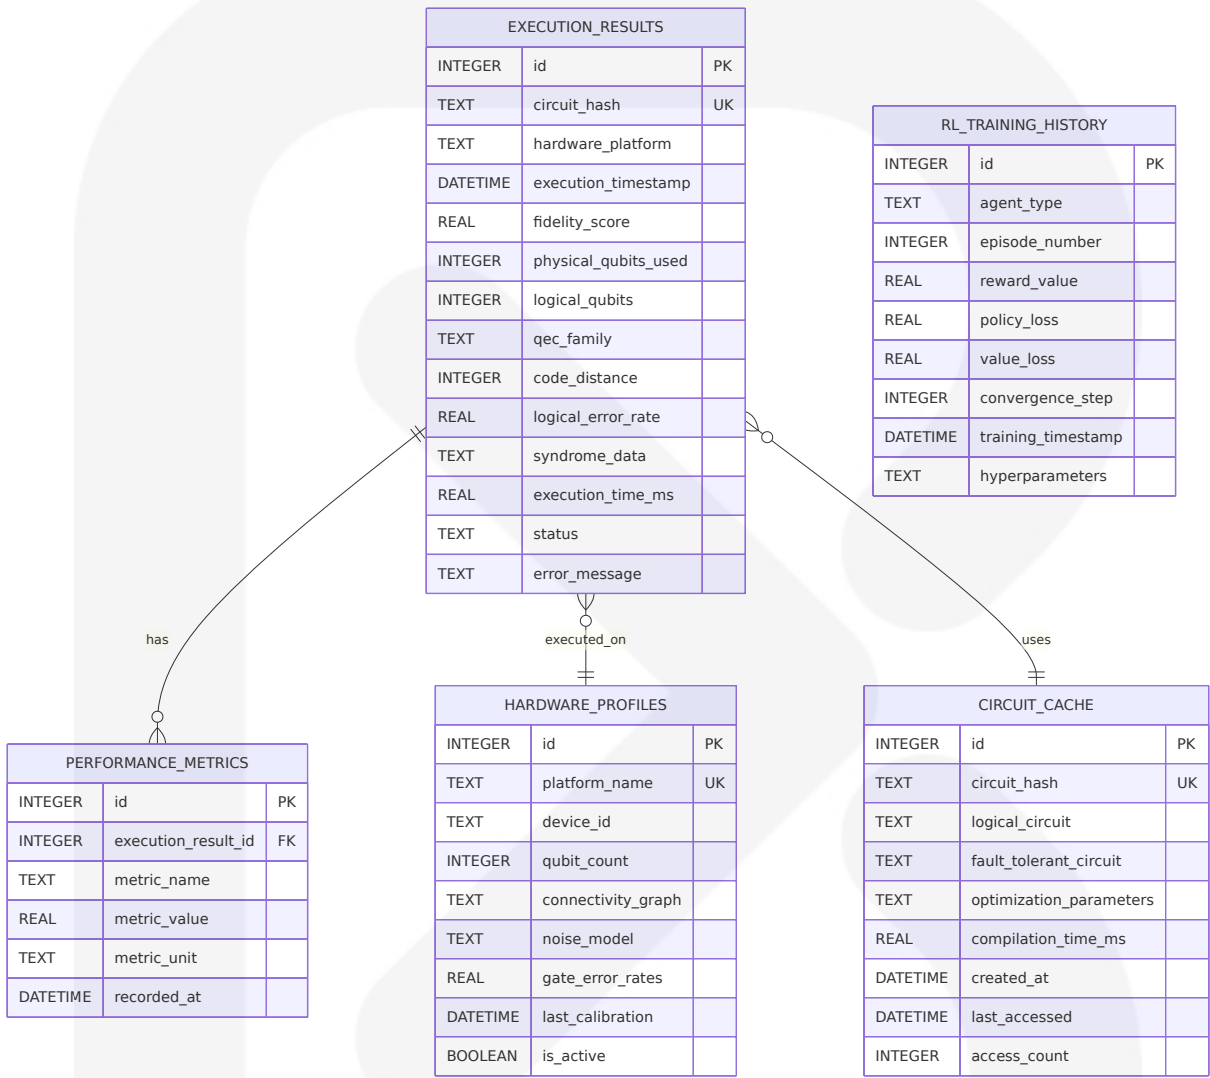 EXECUTION_RESULTS
INTEGER id PK
TEXT circuit_hash UK
TEXT hardware_platform
DATETIME execution_timestamp
REAL fidelity_score
INTEGER physical_qubits_used
INTEGER logical_qubits
TEXT qec_family
INTEGER code_distance
REAL logical_error_rate
TEXT syndrome_data
REAL execution_time_ms
TEXT status
TEXT error_message
RL_TRAINING_HISTORY
INTEGER id PK
TEXT agent_type
INTEGER episode_number
REAL reward_value
REAL policy_loss
REAL value_loss
INTEGER convergence_step
DATETIME training_timestamp
TEXT hyperparameters
has
executed_on
uses
PERFORMANCE_METRICS
INTEGER id PK
INTEGER execution_result_id FK
TEXT metric_name
REAL metric_value
TEXT metric_unit
DATETIME recorded_at
HARDWARE_PROFILES
INTEGER id PK
TEXT platform_name UK
TEXT device_id
INTEGER qubit_count
TEXT connectivity_graph
TEXT noise_model
REAL gate_error_rates
DATETIME last_calibration
BOOLEAN is_active
CIRCUIT_CACHE
INTEGER id PK
TEXT circuit_hash UK
TEXT logical_circuit
TEXT fault_tolerant_circuit
TEXT optimization_parameters
REAL compilation_time_ms
DATETIME created_at
DATETIME last_accessed
INTEGER access_count